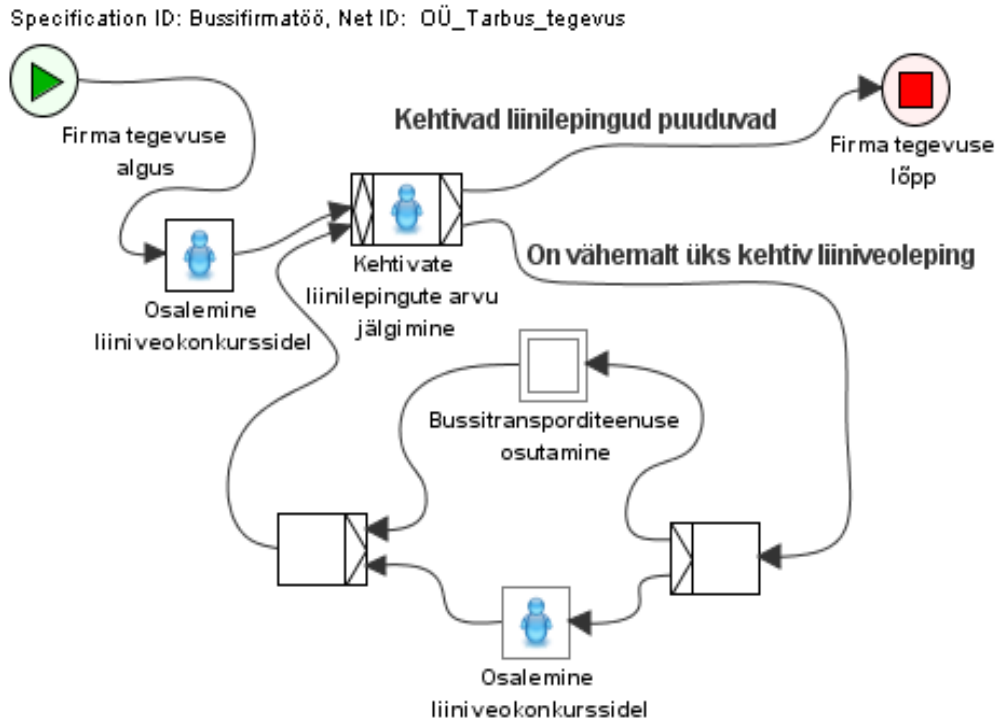 Specification ID: Bussifirmatöö, Net ID: OÜ_Tarbus_tegevus
Firma tegevuse
algus
Kehtivad liinilepingud puuduvad
Firma tegevuse
lõpp
Osalemine
liiniveokonkurssidel
Kehtivate
liinilepingute arvu
jälgimine
On vähemalt üks kehtiv liiniveoleping
Bussitransporditeenuse
osutamine
Osalemine
liiniveokonkurssidel